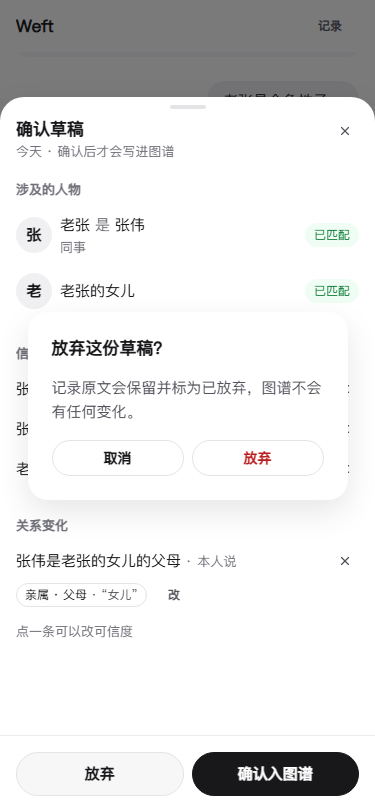 Weft
记录
确认草稿
×
今天 · 确认后才会写进图谱
涉及的人物
张
老张 是 张伟
同事
已匹配
老
老张的女儿
已匹配
信
张
张
老
放弃这份草稿?
记录原文会保留并标为已放弃，图谱不会
有任何变化。
取消
放弃
关系变化
张伟是老张的女儿的父母 · 本人说
×
亲属 · 父母 · “女儿”
改
点一条可以改可信度
放弃
确认入图谱